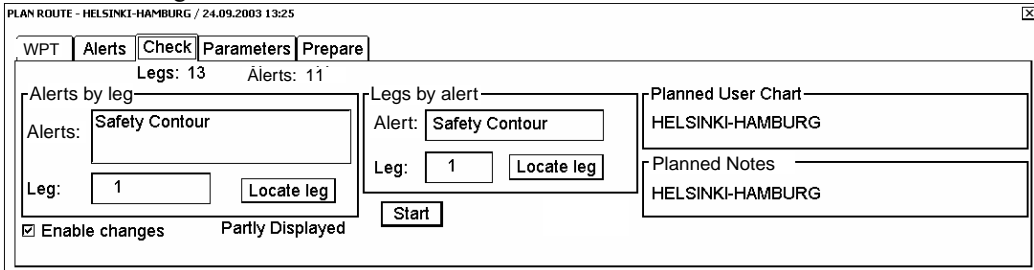 PLAN ROUTE - HELSINKI-HAMBURG / 24.09.2003 13:25
WPT Alerts Check Parameters Prepare
Legs: 13 Alerts: 11
Alerts by leg
Alerts: Safety Contour
Leg: 1 Locate leg
Enable changes Partly Displayed
Legs by alert
Alert: Safety Contour
Leg: 1 Locate leg
Start
Planned User Chart
HELSINKI-HAMBURG
Planned Notes
HELSINKI-HAMBURG